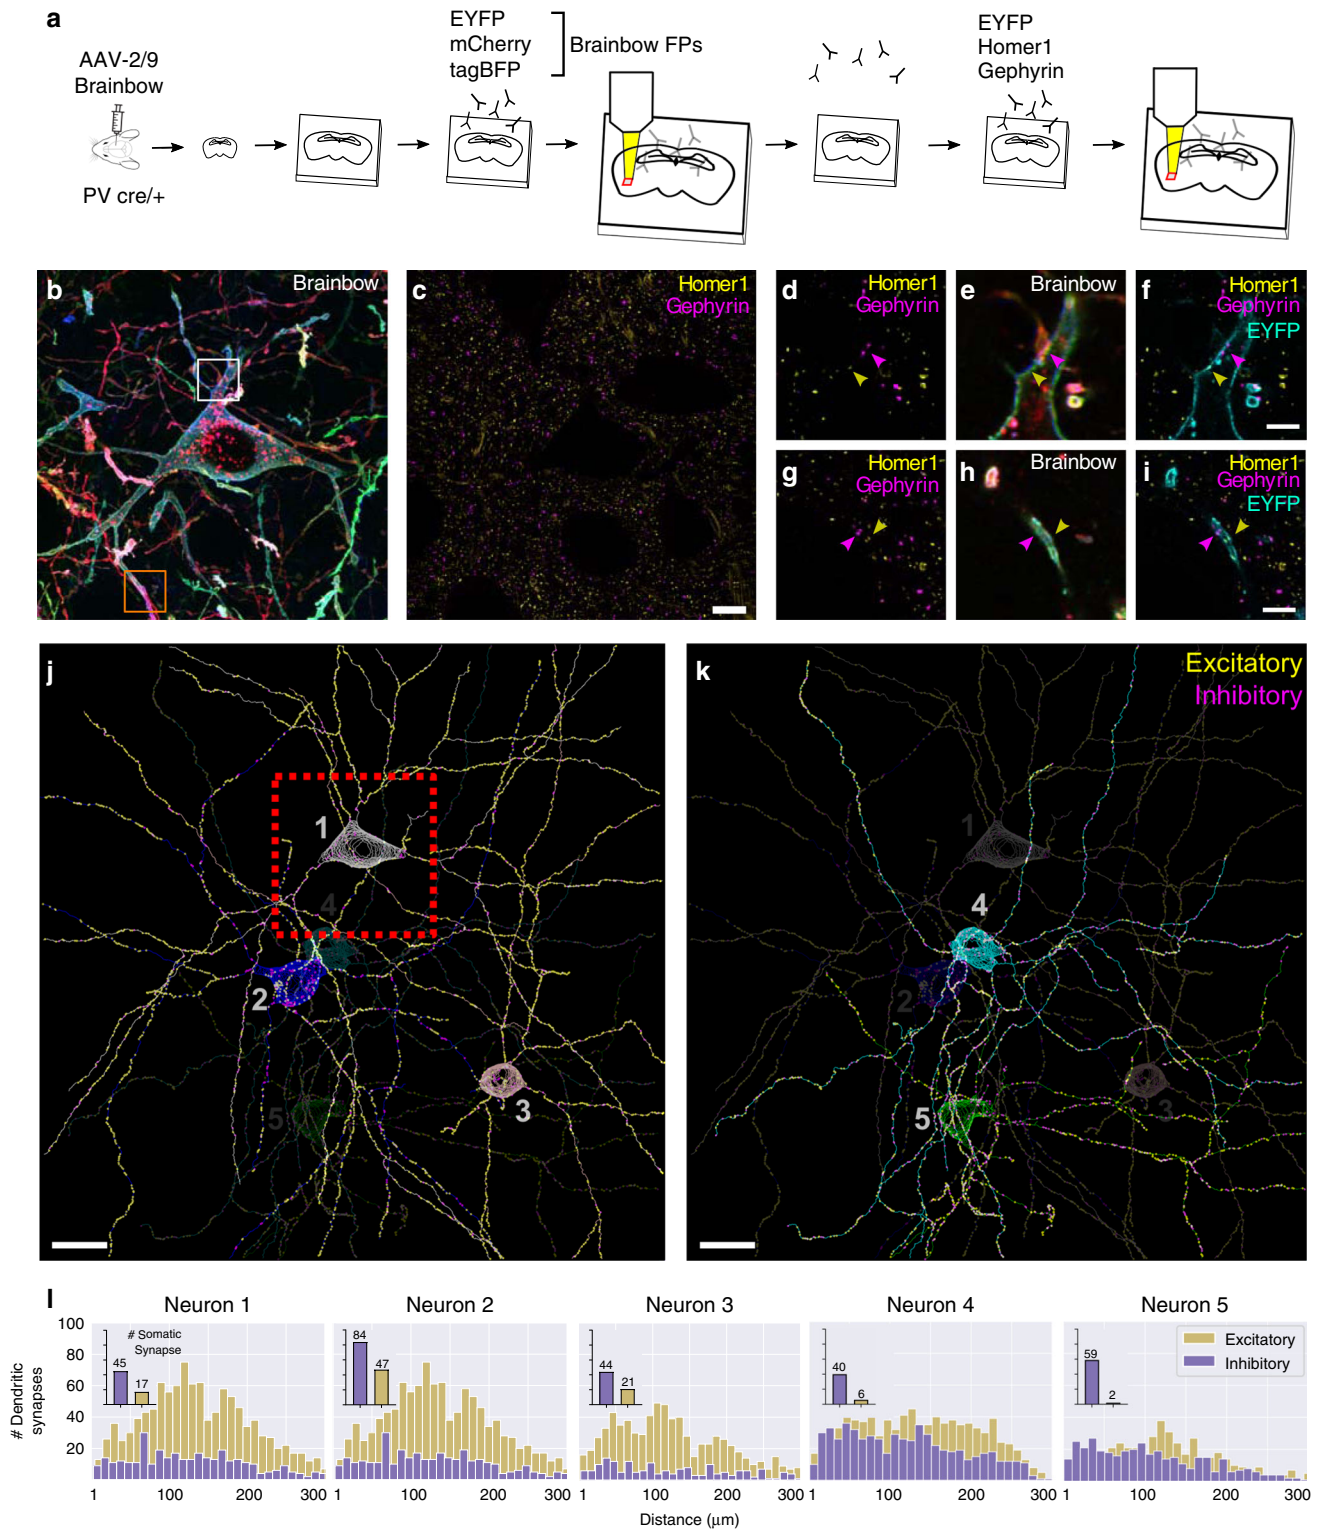 a
AAV-2/9
Brainbow
PV cre/+
EYFP
mCherry
tagBFP
Brainbow FPs
EYFP
Homer1
Gephyrin
b
Brainbow
c
Homer1
Gephyrin
d
Homer1
Gephyrin
e
Brainbow
f
Homer1
Gephyrin
EYFP
g
Homer1
Gephyrin
h
Brainbow
i
Homer1
Gephyrin
EYFP
j
1
4
2
3
5
k
Excitatory
Inhibitory
1
4
2
3
5
l
Neuron 1
Neuron 2
Neuron 3
Neuron 4
Neuron 5
# Dendritic
synapses
100
80
60
40
20
# Somatic
Synapse
45
17
84
47
44
21
40
6
59
2
Excitatory
Inhibitory
1 100 200 300
1 100 200 300
1 100 200 300
1 100 200 300
1 100 200 300
Distance (μm)